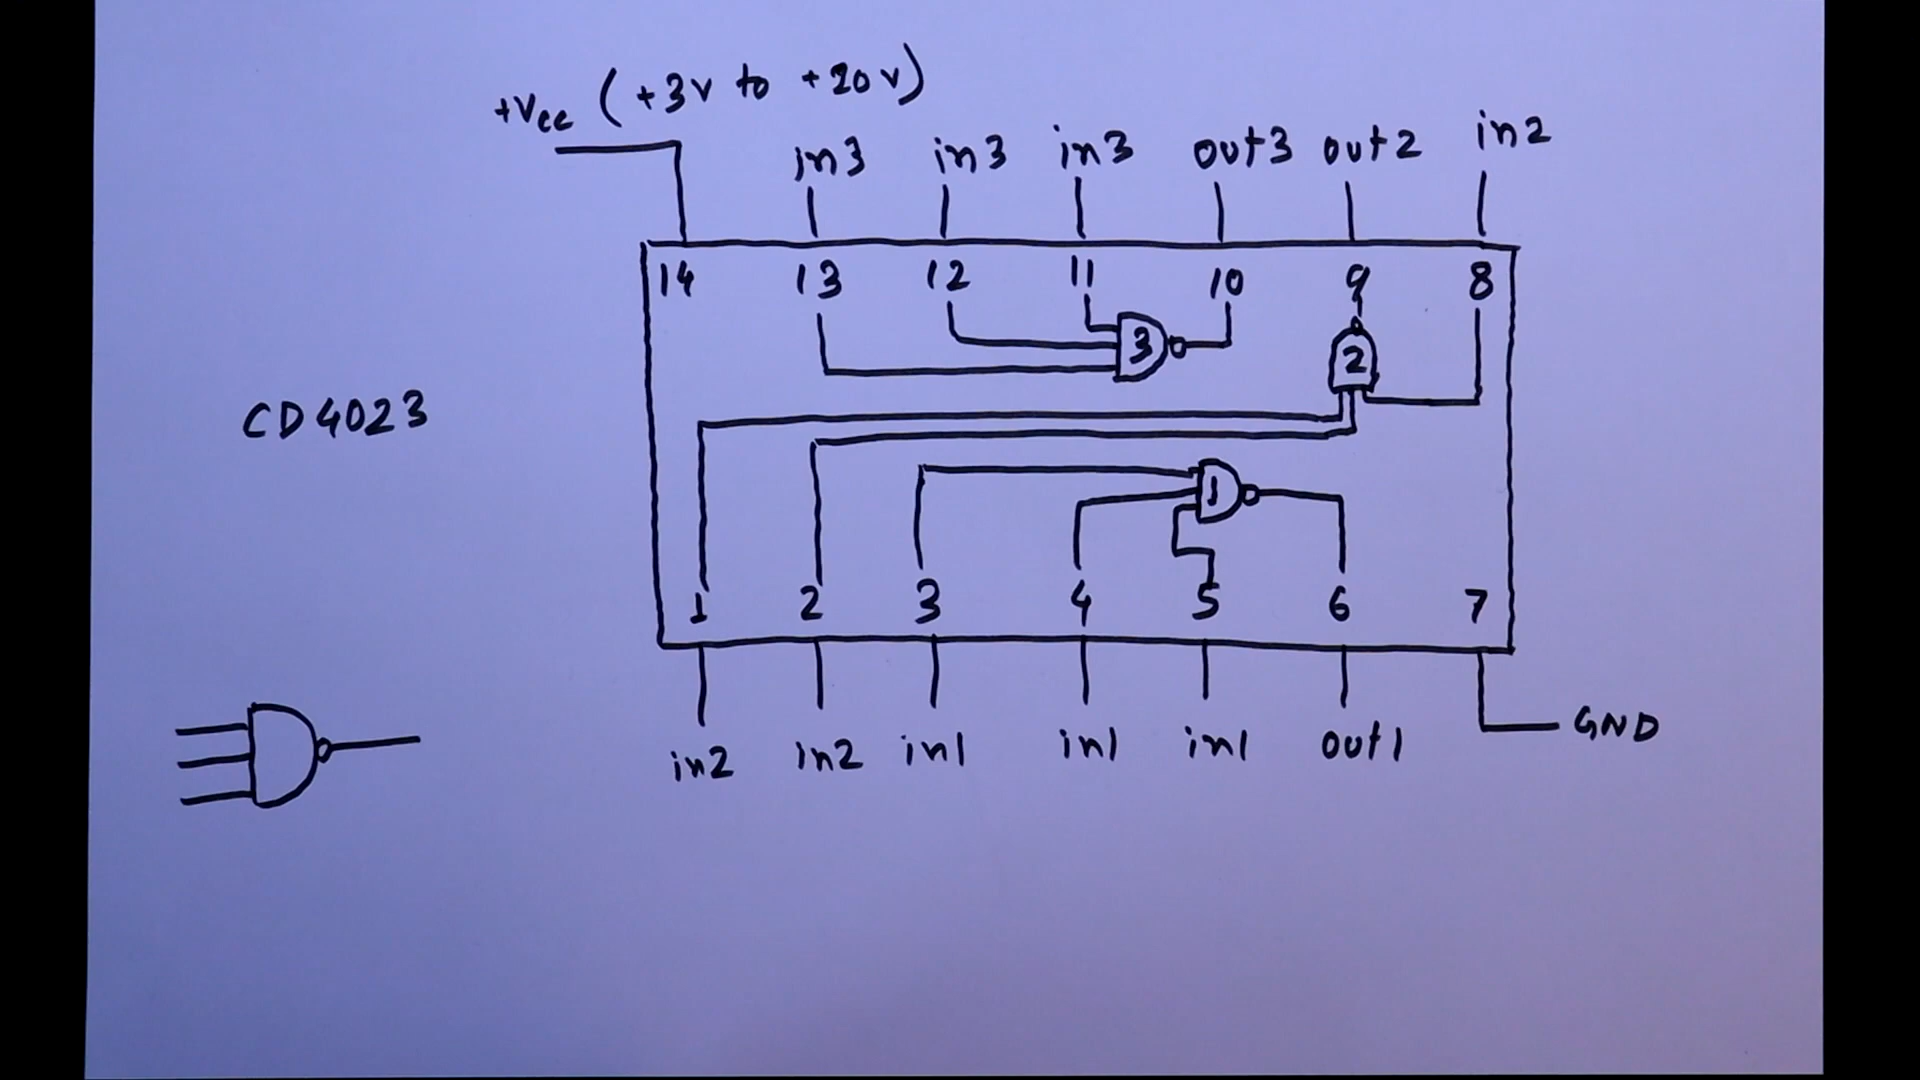 +Vcc (+3V to +20V)
in3 in3 in3 out3 out2 in2
14 13 12 11 10 9 8
3 2
CD4023
1
1 2 3 4 5 6 7
in2 in2 in1 in1 in1 out1 GND